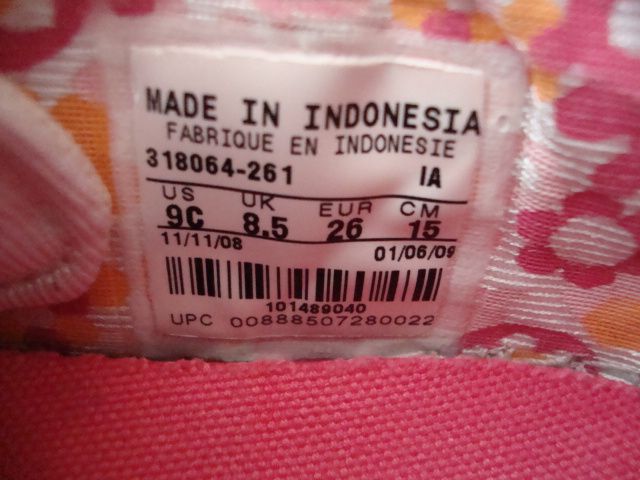 MADE IN INDONESIA
FABRIQUE EN INDONESIE
318064-261 IA
US UK EUR CM
9C 8.5 26 15
11/11/08 01/06/09
101489040
UPC 00888507280022